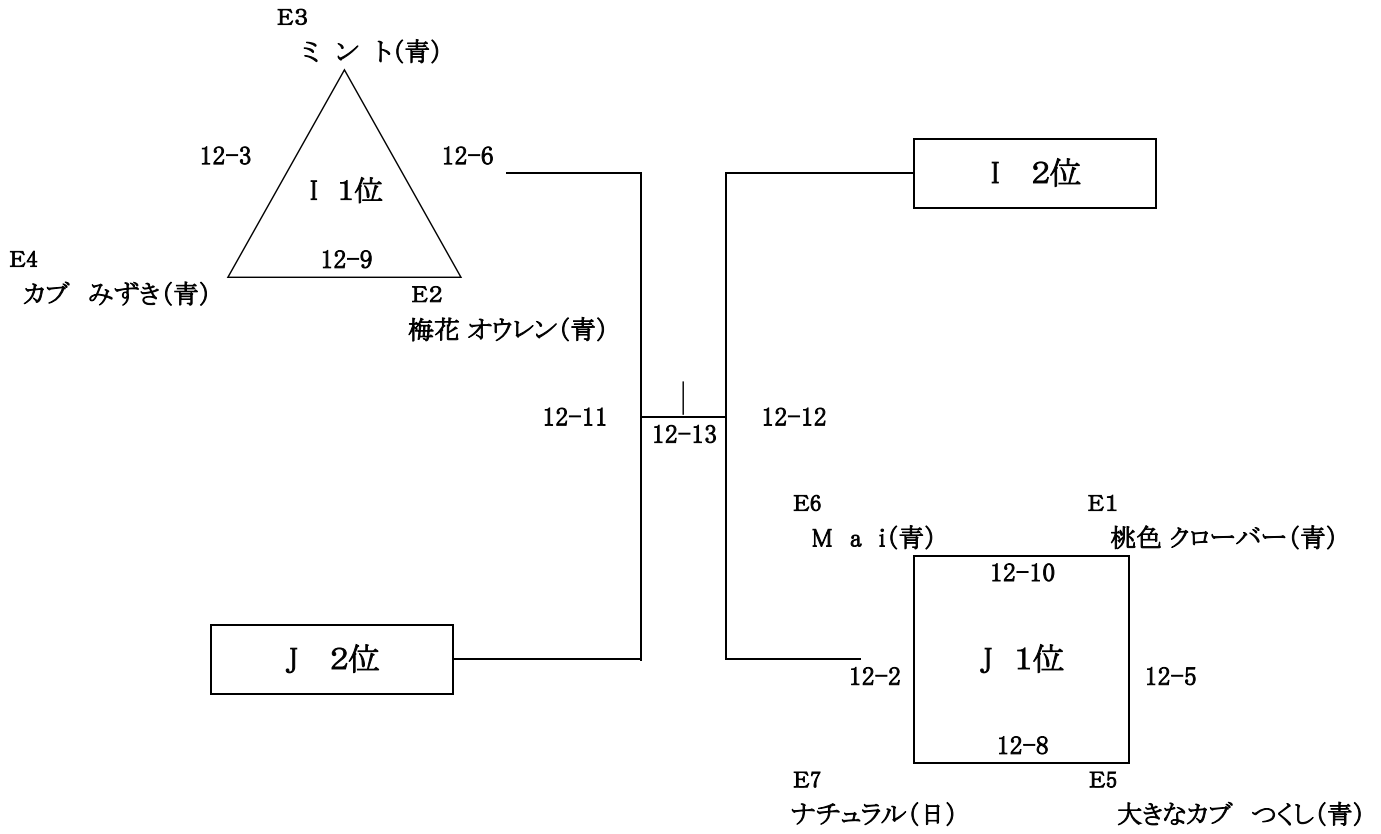 E3
ミ ン ト(青)
12-3
12-6
I 1位
I 2位
E4
12-9
カブ みずき(青)
E2
梅花 オウレン(青)
12-11
12-13
12-12
E6
E1
M a i(青)
桃色 クローバー(青)
12-10
J 2位
J 1位
12-2
12-5
12-8
E7
E5
ナチュラル(日)
大きなカブ つくし(青)